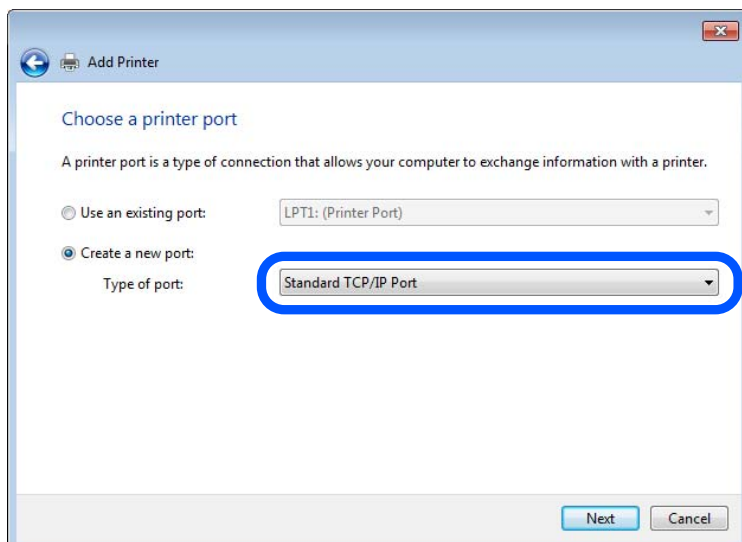 Add Printer
Choose a printer port
A printer port is a type of connection that allows your computer to exchange information with a printer.
Use an existing port: LPT1: (Printer Port)
Create a new port:
Type of port: Standard TCP/IP Port
Next Cancel